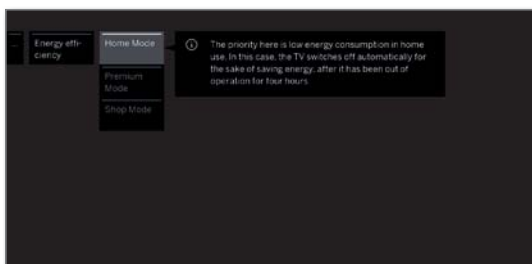 ...
Energy effi-
ciency
Home Mode
Premium
Mode
Shop Mode
The priority here is low energy consumption in home
use. In this case, the TV switches off automatically for
the sake of saving energy, after it has been out of
operation for four hours.